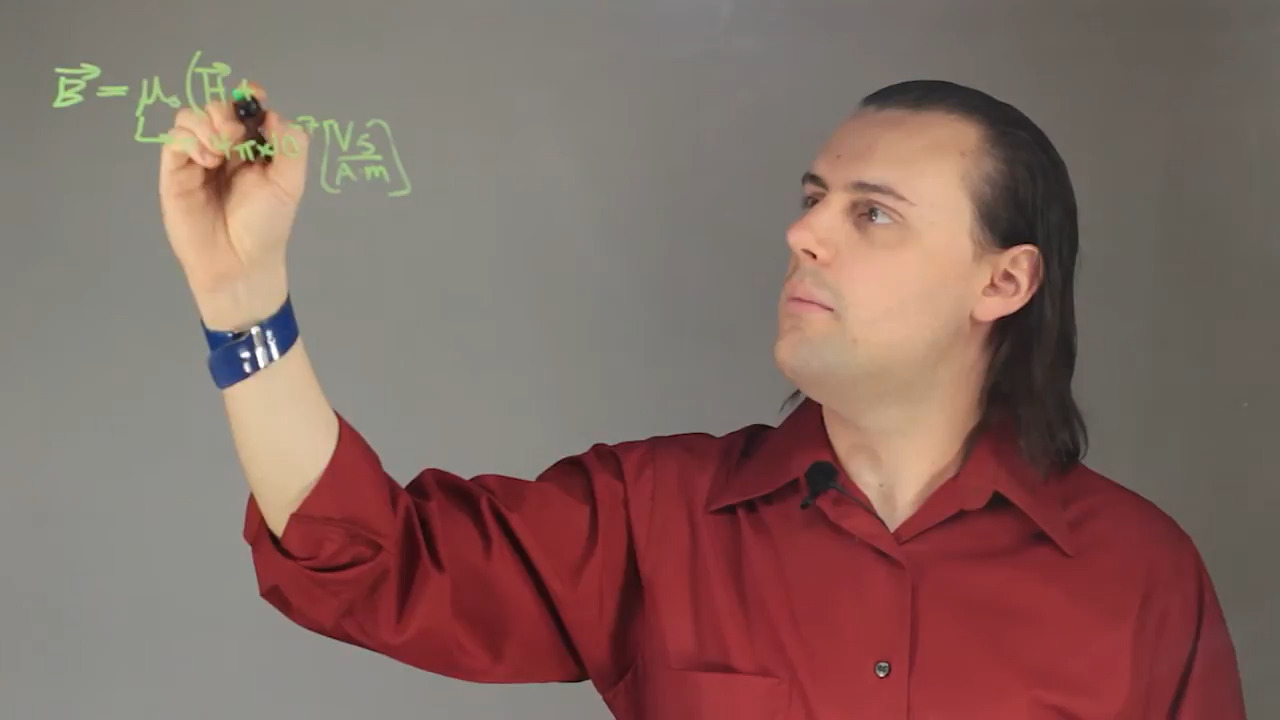 B⃗ = μ₀ (H⃗ +
4π×10⁻⁷ [Vs/A·m]